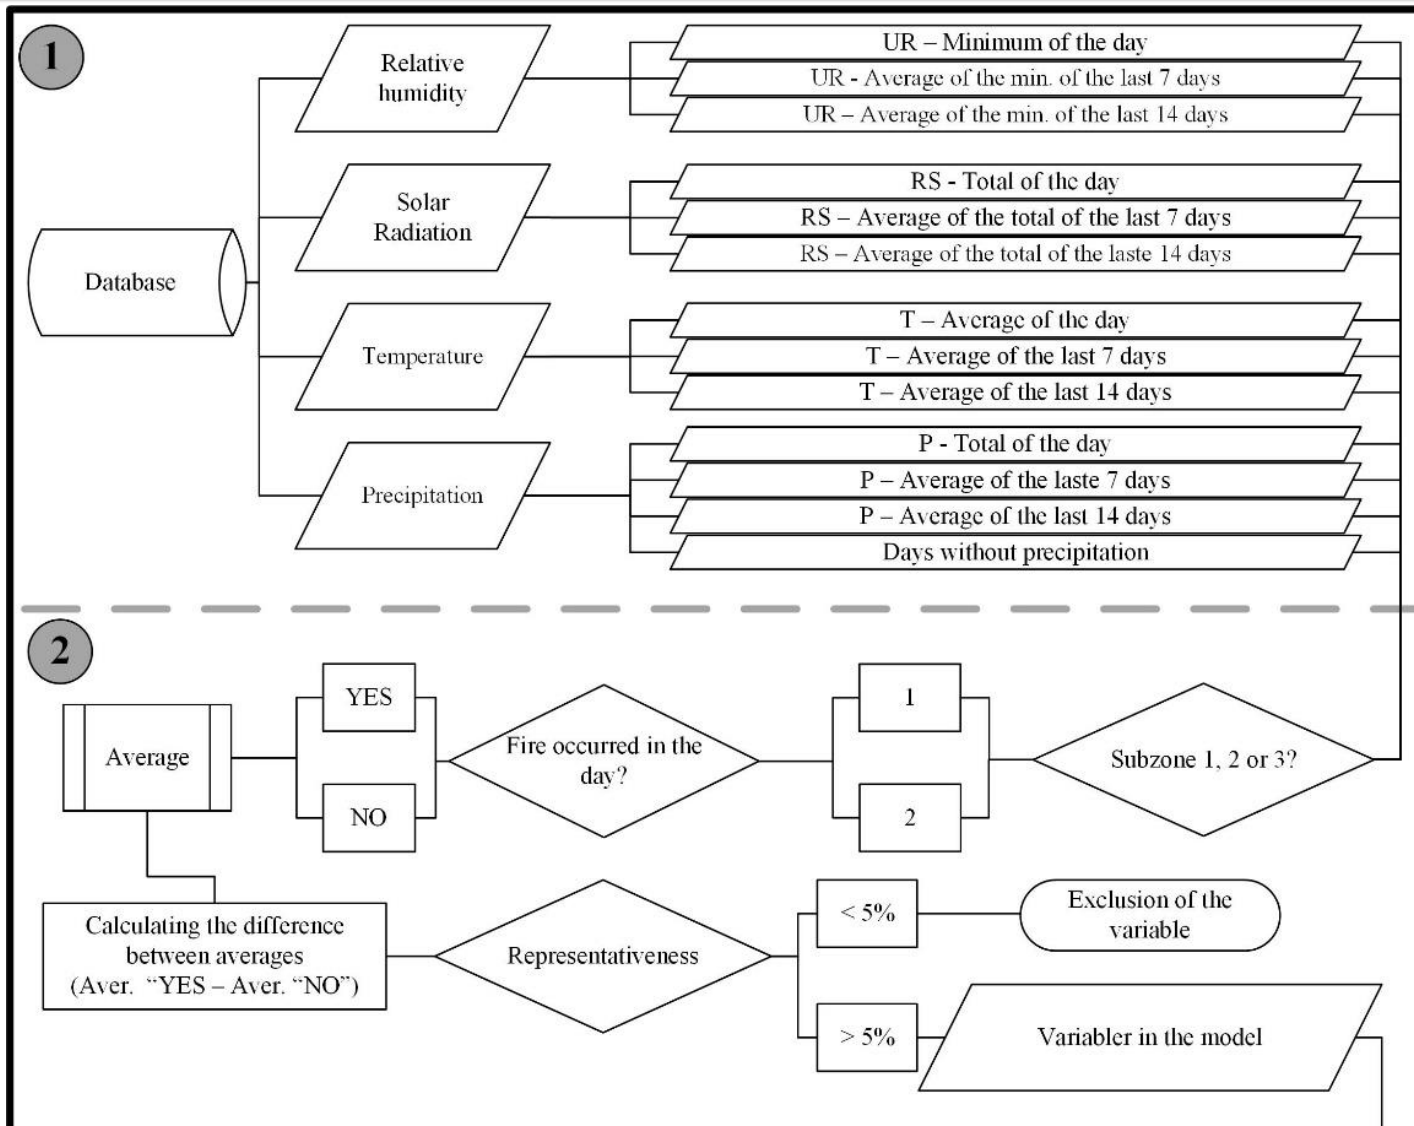 1
Relative
humidity
UR – Minimum of the day
UR - Average of the min. of the last 7 days
UR – Average of the min. of the last 14 days
Solar
Radiation
RS - Total of the day
RS – Average of the total of the last 7 days
RS – Average of the total of the laste 14 days
Database
Temperature
T – Average of the day
T – Average of the last 7 days
T – Average of the last 14 days
Precipitation
P - Total of the day
P – Average of the laste 7 days
P – Average of the last 14 days
Days without precipitation
2
Average
YES
NO
Fire occurred in the
day?
1
2
Subzone 1, 2 or 3?
Calculating the difference
between averages
(Aver. “YES – Aver. “NO”)
Representativeness
< 5%
Exclusion of the
variable
> 5%
Variabler in the model